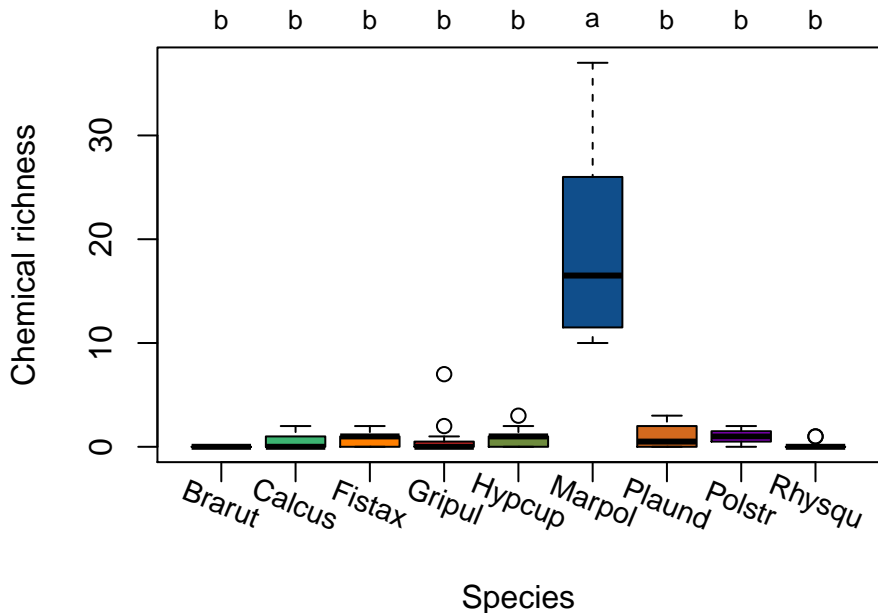 b b b b b a b b b
Chemical richness
30
20
10
0
Brarut Calcus Fistax Gripul Hypcup Marpol Plaund Polstr Rhysqu
Species